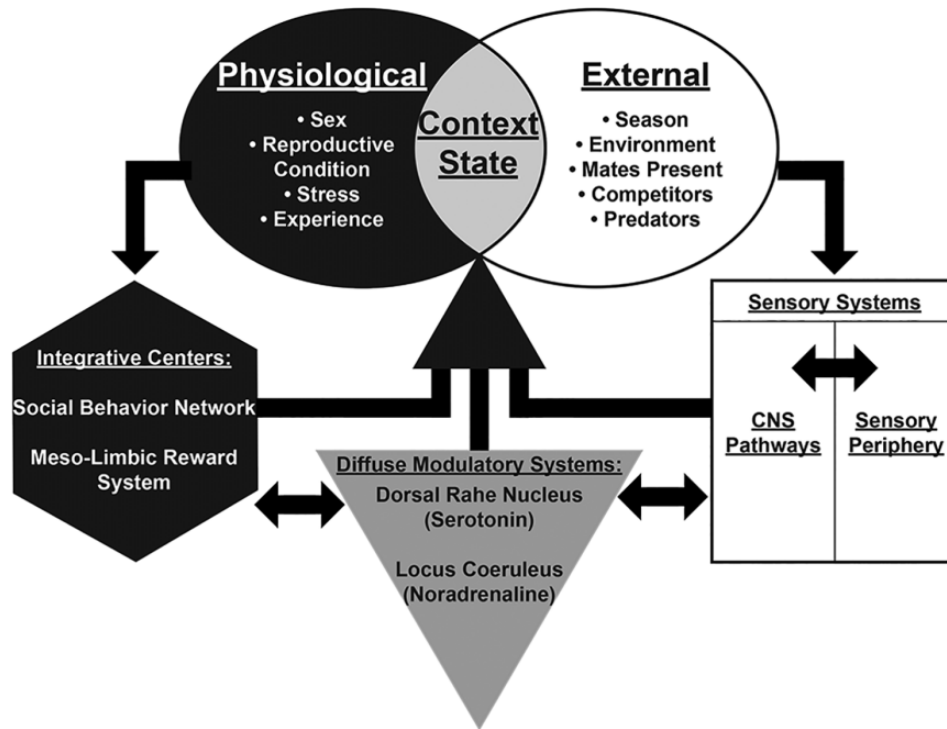 Physiological
• Sex
• Reproductive
Condition
• Stress
• Experience
Context
State
External
• Season
• Environment
• Mates Present
• Competitors
• Predators
Integrative Centers:
Social Behavior Network
Meso-Limbic Reward
System
Diffuse Modulatory Systems:
Dorsal Rahe Nucleus
(Serotonin)
Locus Coeruleus
(Noradrenaline)
Sensory Systems
CNS
Pathways
Sensory
Periphery